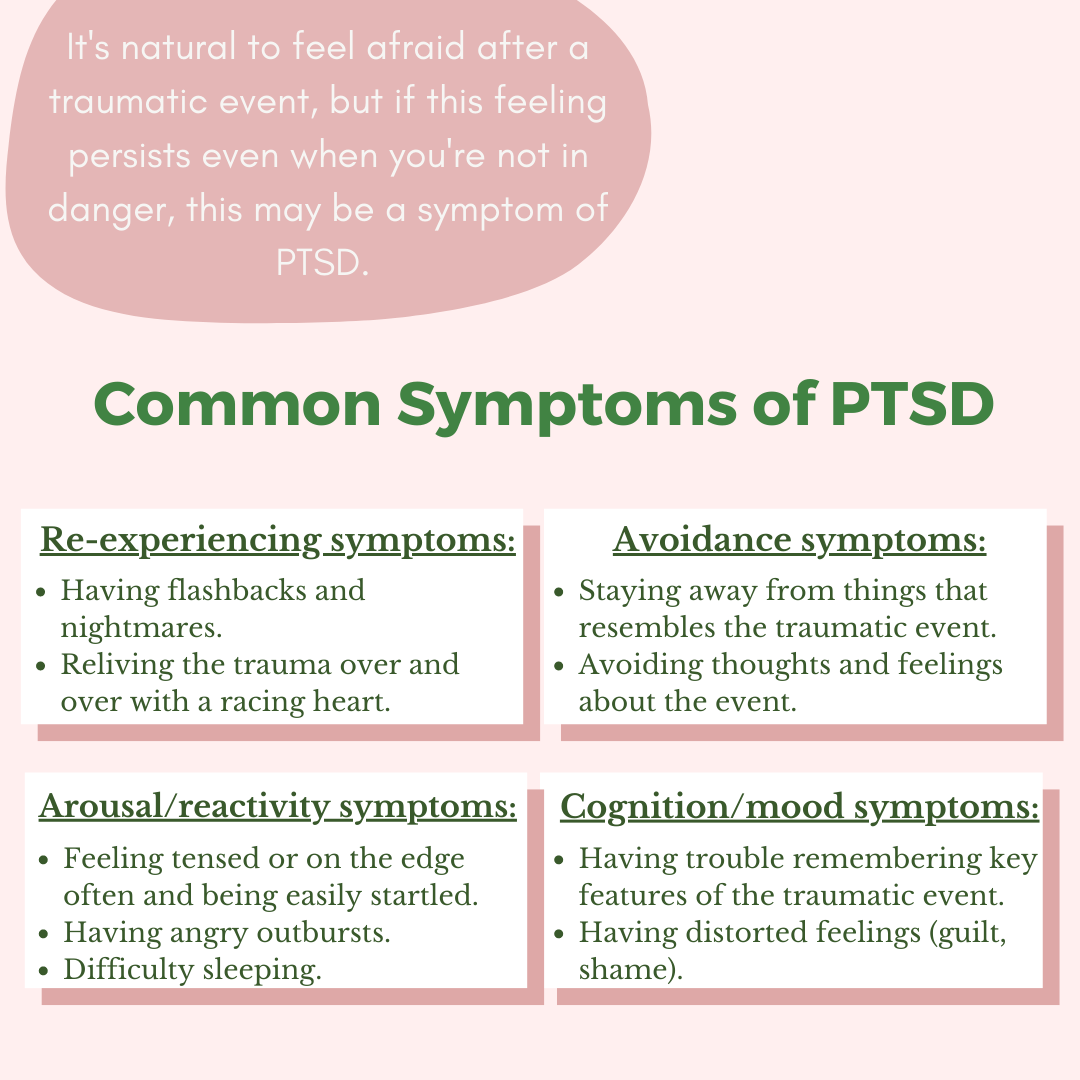 It's natural to feel afraid after a
traumatic event, but if this feeling
persists even when you're not in
danger, this may be a symptom of
PTSD.
Common Symptoms of PTSD
Re-experiencing symptoms:
• Having flashbacks and
nightmares.
• Reliving the trauma over and
over with a racing heart.
Avoidance symptoms:
• Staying away from things that
resembles the traumatic event.
• Avoiding thoughts and feelings
about the event.
Arousal/reactivity symptoms:
• Feeling tensed or on the edge
often and being easily startled.
• Having angry outbursts.
• Difficulty sleeping.
Cognition/mood symptoms:
• Having trouble remembering key
features of the traumatic event.
• Having distorted feelings (guilt,
shame).